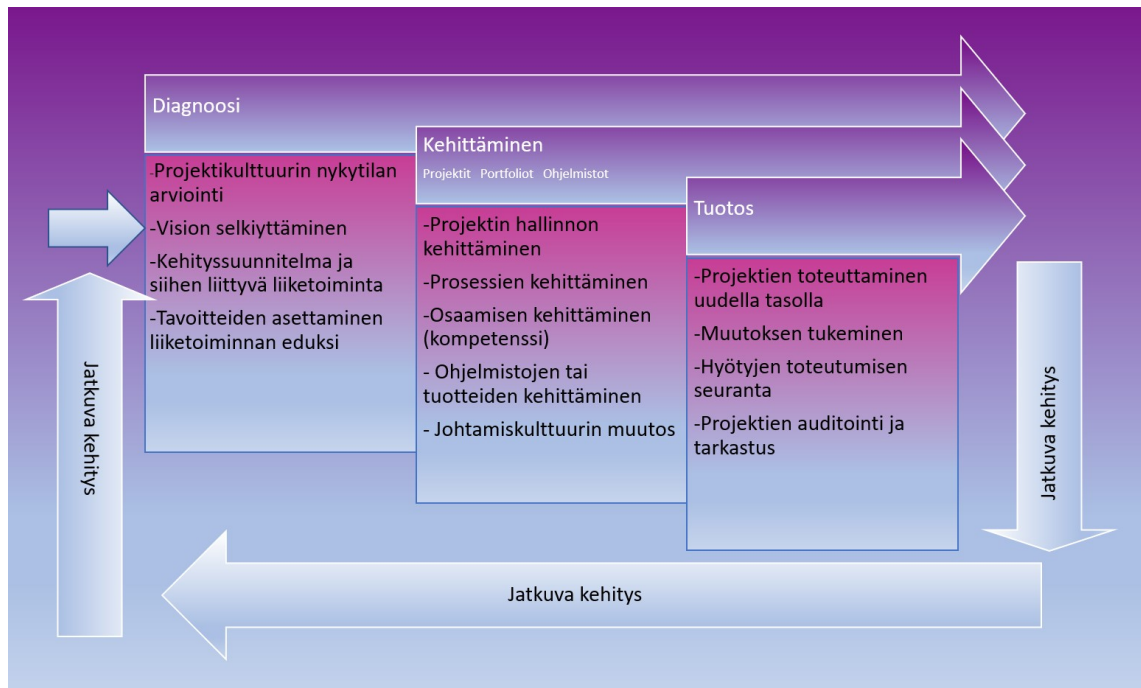 Diagnoosi
-Projektikulttuurin nykytilan
arviointi
-Vision selkiyttäminen
-Kehityssuunnitelma ja
siihen liittyvä liiketoiminta
-Tavoitteiden asettaminen
liiketoiminnan eduksi
Kehittäminen
Projektit Portfoliot Ohjelmistot
-Projektin hallinnon
kehittäminen
-Prosessien kehittäminen
-Osaamisen kehittäminen
(kompetenssi)
- Ohjelmistojen tai
tuotteiden kehittäminen
- Johtamiskulttuurin muutos
Tuotos
-Projektien toteuttaminen
uudella tasolla
-Muutoksen tukeminen
-Hyötyjen toteutumisen
seuranta
-Projektien auditointi ja
tarkastus
Jatkuva kehitys
Jatkuva kehitys
Jatkuva kehitys